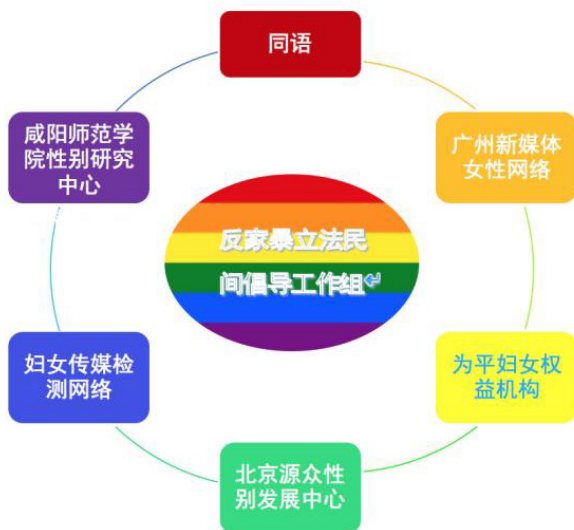 同语
广州新媒体
女性网络
为平妇女权
益机构
北京源众性
别发展中心
妇女传媒检
测网络
咸阳师范学
院性别研究
中心
反家暴立法民
间倡导工作组↵